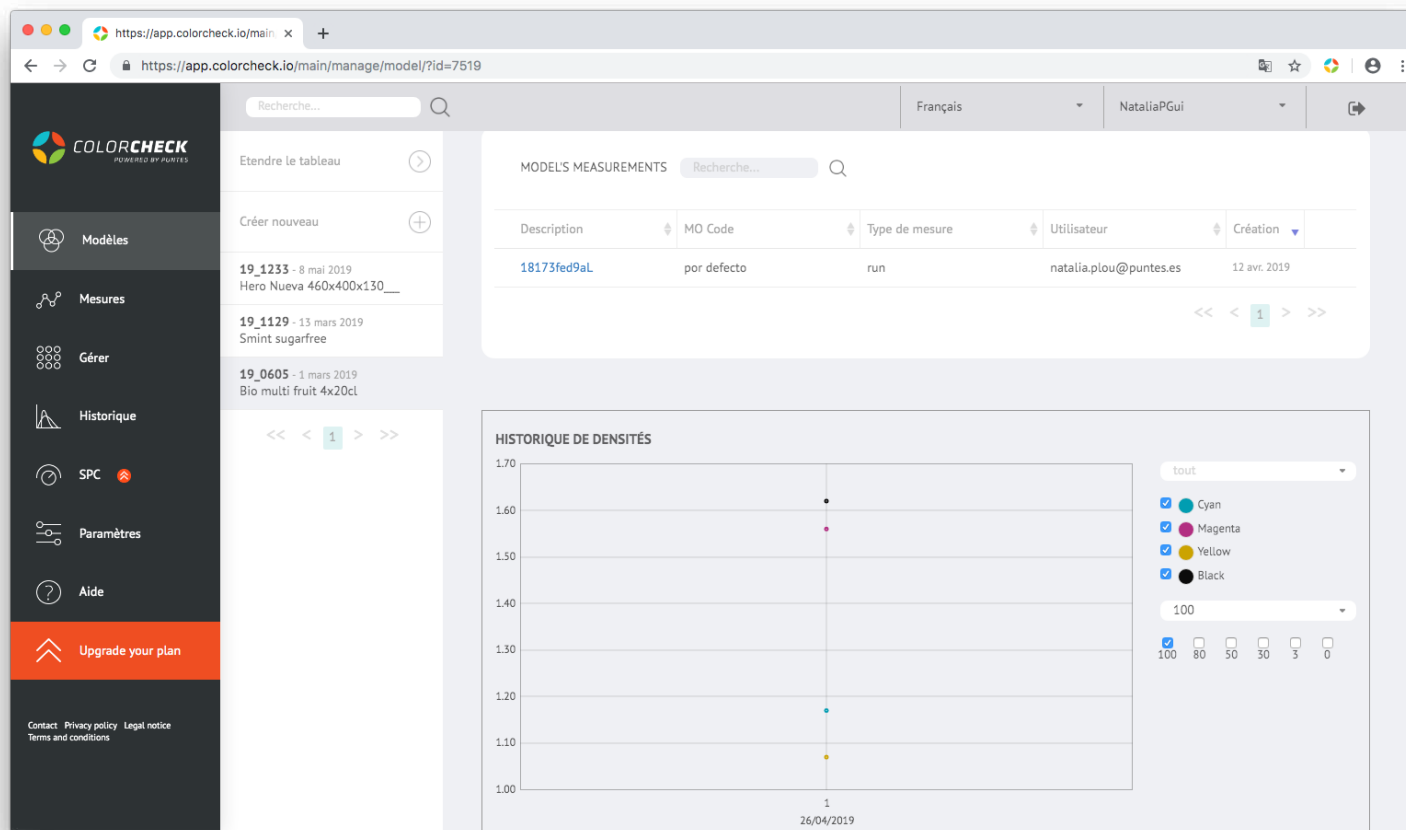 https://app.colorcheck.io/main
https://app.colorcheck.io/main/manage/model/?id=7519
COLORCHECK
POWERED BY PUNTES
Recherche...
Français
NataliaPGui
Modèles
Mesures
Gérer
Historique
SPC
Paramètres
Aide
Upgrade your plan
Contact Privacy policy Legal notice
Terms and conditions
Etendre le tableau
Créer nouveau
19_1233 - 8 mai 2019
Hero Nueva 460x400x130___
19_1129 - 13 mars 2019
Smint sugarfree
19_0605 - 1 mars 2019
Bio multi fruit 4x20cl
<< < 1 > >>
MODEL'S MEASUREMENTS Recherche...
Description MO Code Type de mesure Utilisateur Création
18173fed9aL por defecto run natalia.plou@puntes.es 12 avr. 2019
<< < 1 > >>
HISTORIQUE DE DENSITÉS
1.70
1.60
1.50
1.40
1.30
1.20
1.10
1.00
1
26/04/2019
tout
Cyan
Magenta
Yellow
Black
100
100 80 50 30 3 0